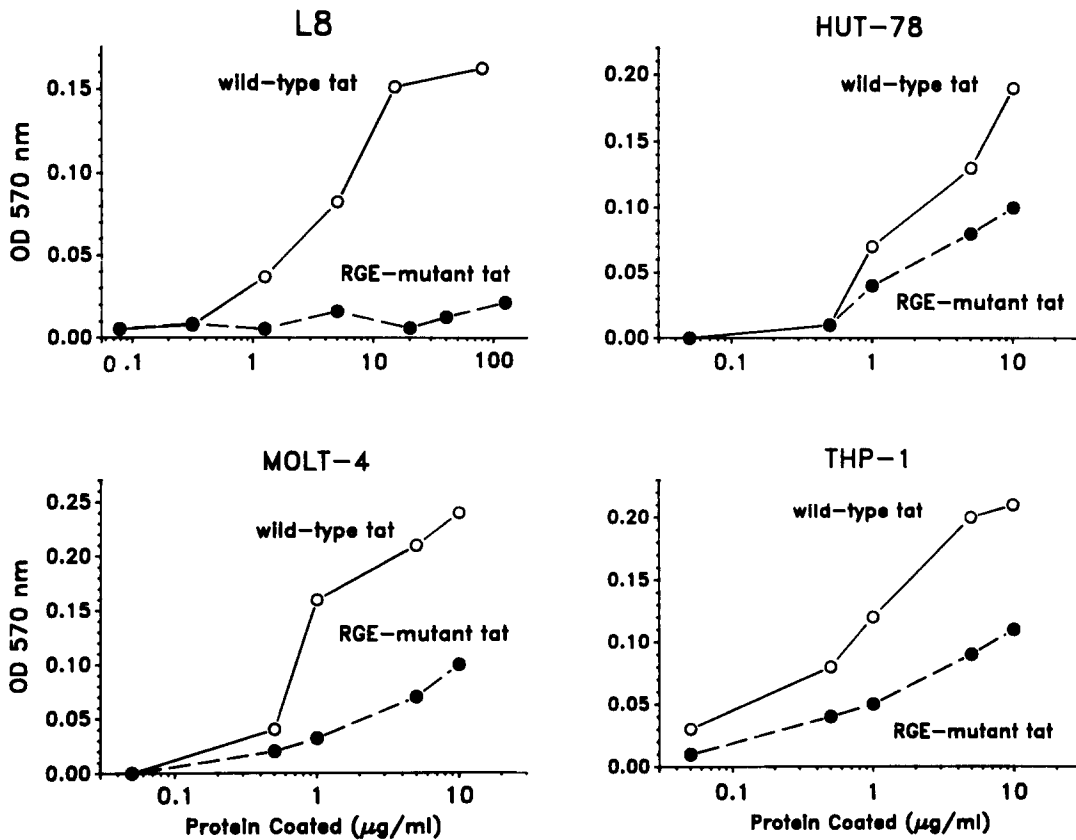 L8
wild-type tat
RGE-mutant tat
OD 570 nm
0.15
0.10
0.05
0.00
0.1
1
10
100
HUT-78
wild-type tat
RGE-mutant tat
0.20
0.15
0.10
0.05
0.00
0.1
1
10
MOLT-4
wild-type tat
RGE-mutant tat
OD 570 nm
0.25
0.20
0.15
0.10
0.05
0.00
0.1
1
10
Protein Coated (μg/ml)
THP-1
wild-type tat
RGE-mutant tat
0.20
0.15
0.10
0.05
0.00
0.1
1
10
Protein Coated (μg/ml)